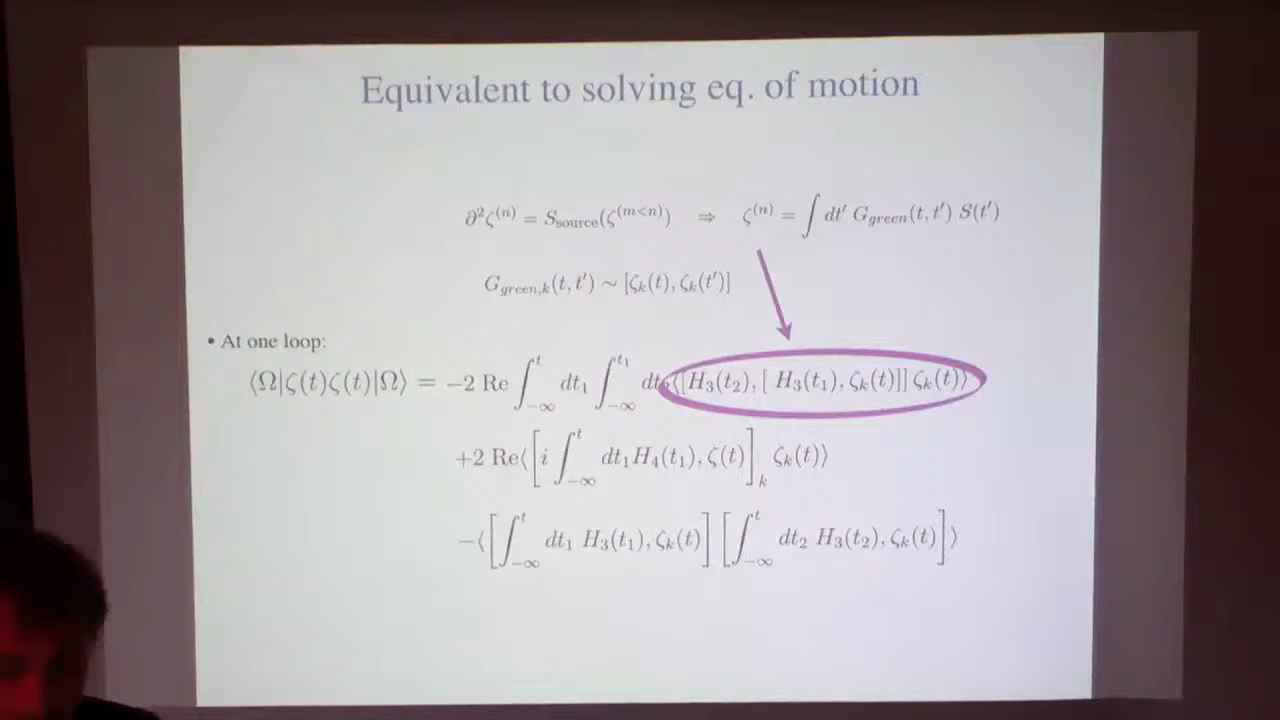 Equivalent to solving eq. of motion
∂²ζ⁽ⁿ⁾ = S_source(ζ^(m<n)) ⇒ ζ⁽ⁿ⁾ = ∫ dt′ G_green(t, t′) S(t′)
G_green,k(t, t′) ∼ [ζ_k(t), ζ_k(t′)]
• At one loop:
⟨Ω|ζ(t)ζ(t)|Ω⟩ = −2 Re ∫_{−∞}^{t} dt₁ ∫_{−∞}^{t₁} dt₂⟨[H₃(t₂), [ H₃(t₁), ζ_k(t)]] ζ_k(t)⟩
+2 Re⟨[i ∫_{−∞}^{t} dt₁H₄(t₁), ζ(t)]_k ζ_k(t)⟩
−⟨[∫_{−∞}^{t} dt₁ H₃(t₁), ζ_k(t)] [∫_{−∞}^{t} dt₂ H₃(t₂), ζ_k(t)]⟩